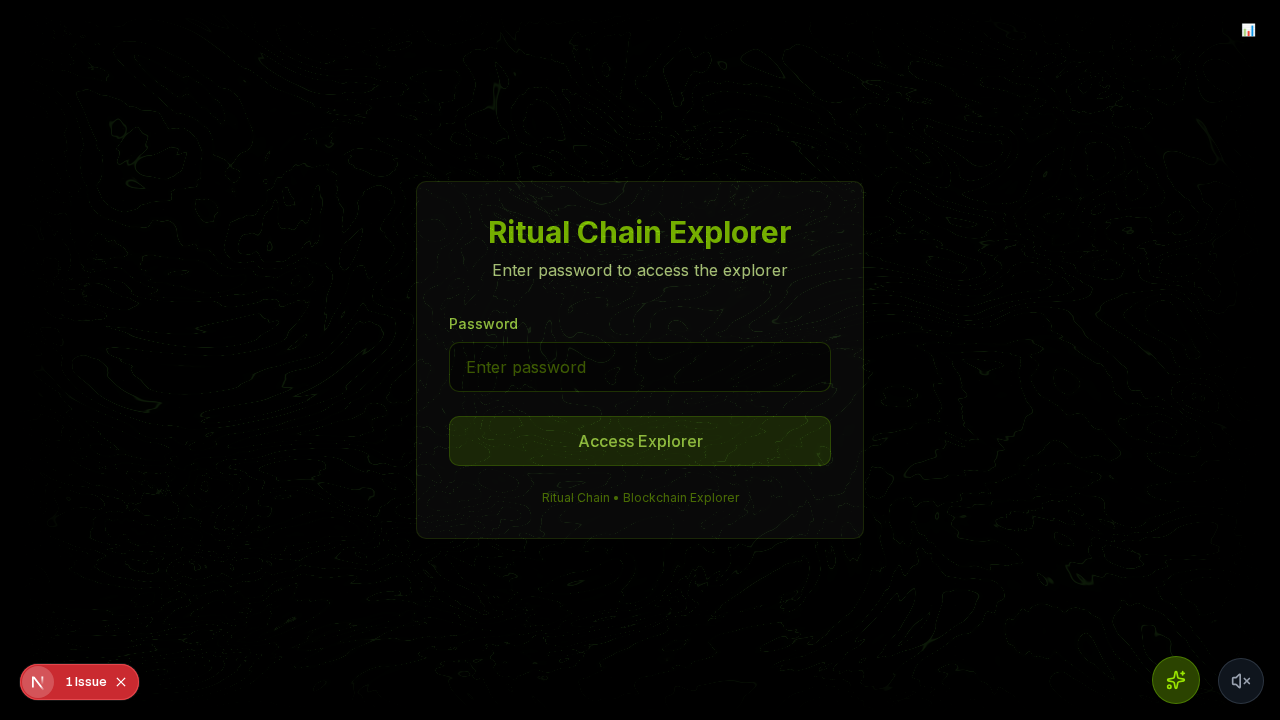 Ritual Chain Explorer
Enter password to access the explorer
Password
Enter password
Access Explorer
Ritual Chain • Blockchain Explorer
N
1 Issue